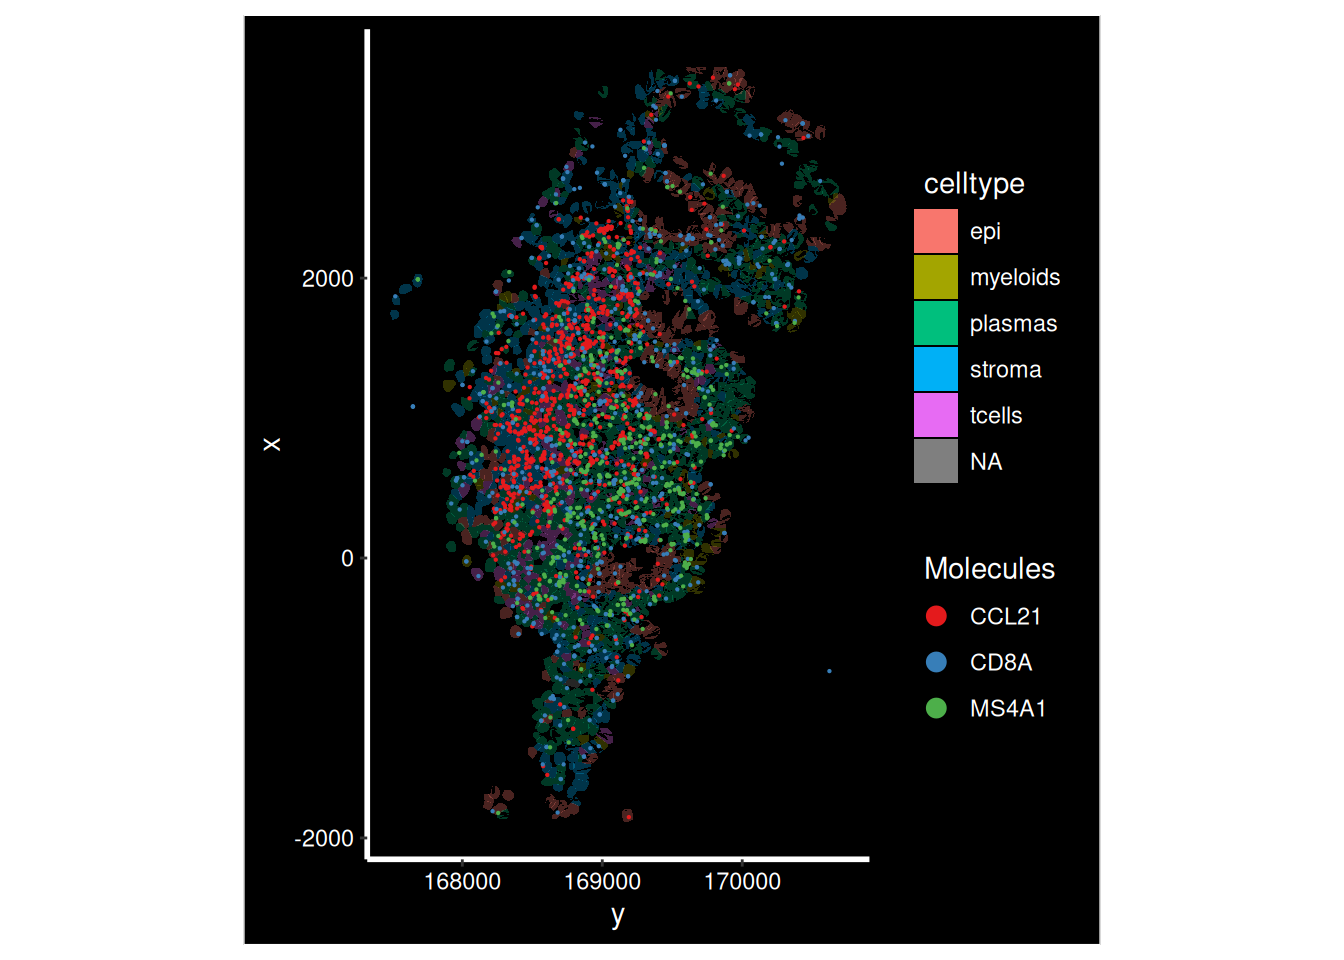 celltype
epi
myeloids
plasmas
stroma
tcells
NA
Molecules
CCL21
CD8A
MS4A1
x
2000
0
-2000
168000 169000 170000
y